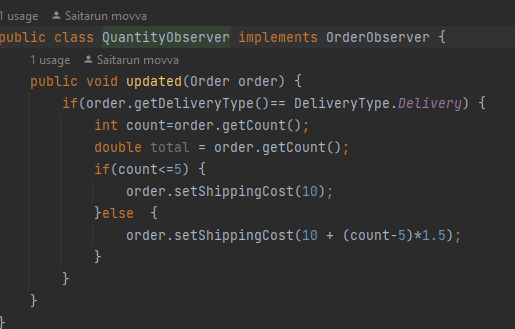 1 usage Saitarun movva
public class QuantityObserver implements OrderObserver {
1 usage Saitarun movva
public void updated(Order order) {
if(order.getDeliveryType()== DeliveryType.Delivery) {
int count=order.getCount();
double total = order.getCount();
if(count<=5) {
order.setShippingCost(10);
}else {
order.setShippingCost(10 + (count-5)*1.5);
}
}
}
}